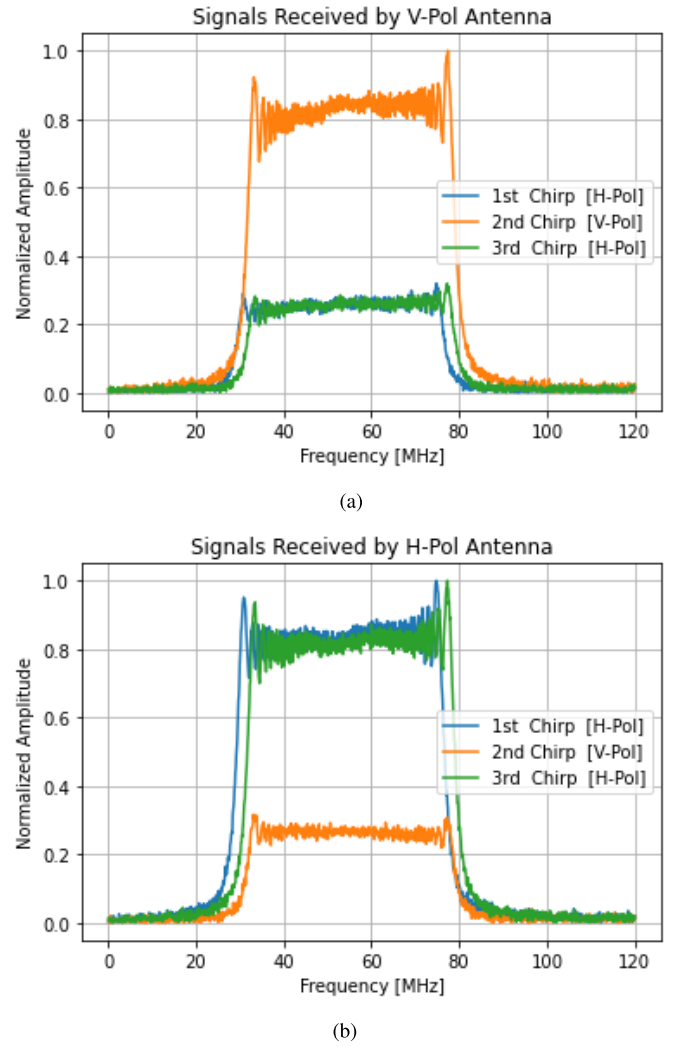 Signals Received by V-Pol Antenna
1.0
0.8
0.6
0.4
0.2
0.0
Normalized Amplitude
1st Chirp [H-Pol]
2nd Chirp [V-Pol]
3rd Chirp [H-Pol]
0 20 40 60 80 100 120
Frequency [MHz]
(a)
Signals Received by H-Pol Antenna
1.0
0.8
0.6
0.4
0.2
0.0
Normalized Amplitude
1st Chirp [H-Pol]
2nd Chirp [V-Pol]
3rd Chirp [H-Pol]
0 20 40 60 80 100 120
Frequency [MHz]
(b)